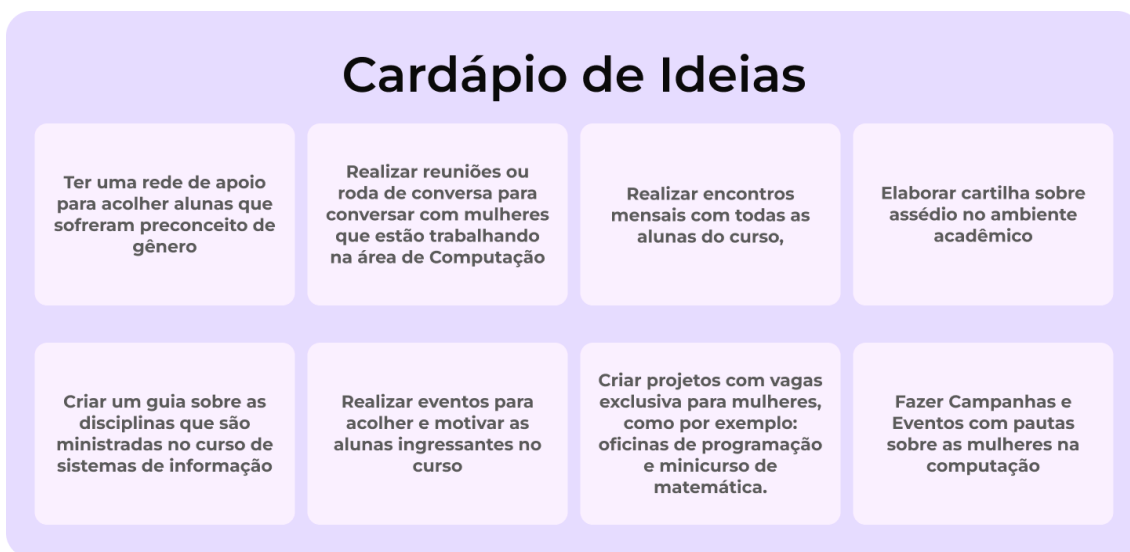 Cardápio de Ideias
Ter uma rede de apoio
para acolher alunas que
sofreram preconceito de
gênero
Realizar reuniões ou
roda de conversa para
conversar com mulheres
que estão trabalhando
na área de Computação
Realizar encontros
mensais com todas as
alunas do curso,
Elaborar cartilha sobre
assédio no ambiente
acadêmico
Criar um guia sobre as
disciplinas que são
ministradas no curso de
sistemas de informação
Realizar eventos para
acolher e motivar as
alunas ingressantes no
curso
Criar projetos com vagas
exclusiva para mulheres,
como por exemplo:
oficinas de programação
e minicurso de
matemática.
Fazer Campanhas e
Eventos com pautas
sobre as mulheres na
computação